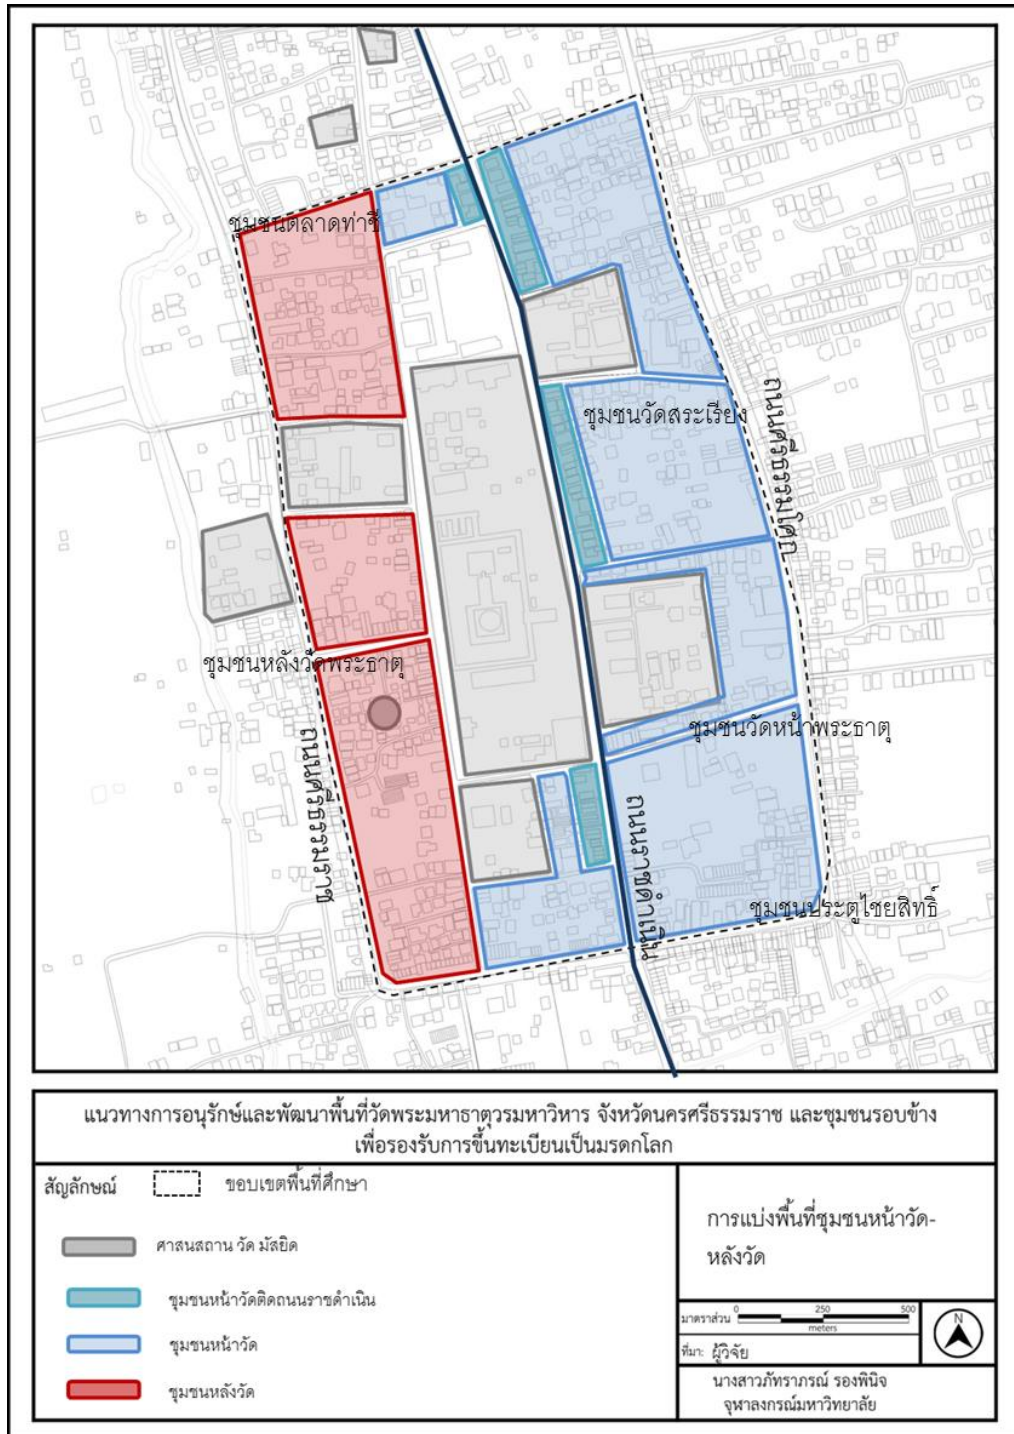 ชุมชนตลาดท่าชี
ชุมชนวัดสระเรียง
ถนนศรีธรรมโศก
ชุมชนหลังวัดพระธาตุ
ชุมชนวัดหน้าพระธาตุ
ถนนศรีธรรมราช
ถนนราชดำเนิน
ชุมชนประตูไชยสิทธิ์
แนวทางการอนุรักษ์และพัฒนาพื้นที่วัดพระมหาธาตุวรมหาวิหาร จังหวัดนครศรีธรรมราช และชุมชนรอบข้าง
เพื่อรองรับการขึ้นทะเบียนเป็นมรดกโลก
สัญลักษณ์
ขอบเขตพื้นที่ศึกษา
ศาสนสถาน วัด มัสยิด
ชุมชนหน้าวัดติดถนนราชดำเนิน
ชุมชนหน้าวัด
ชุมชนหลังวัด
การแบ่งพื้นที่ชุมชนหน้าวัด-
หลังวัด
มาตราส่วน 0 250 500
meters
N
ที่มา: ผู้วิจัย
นางสาวภัทราภรณ์ รองพินิจ
จุฬาลงกรณ์มหาวิทยาลัย